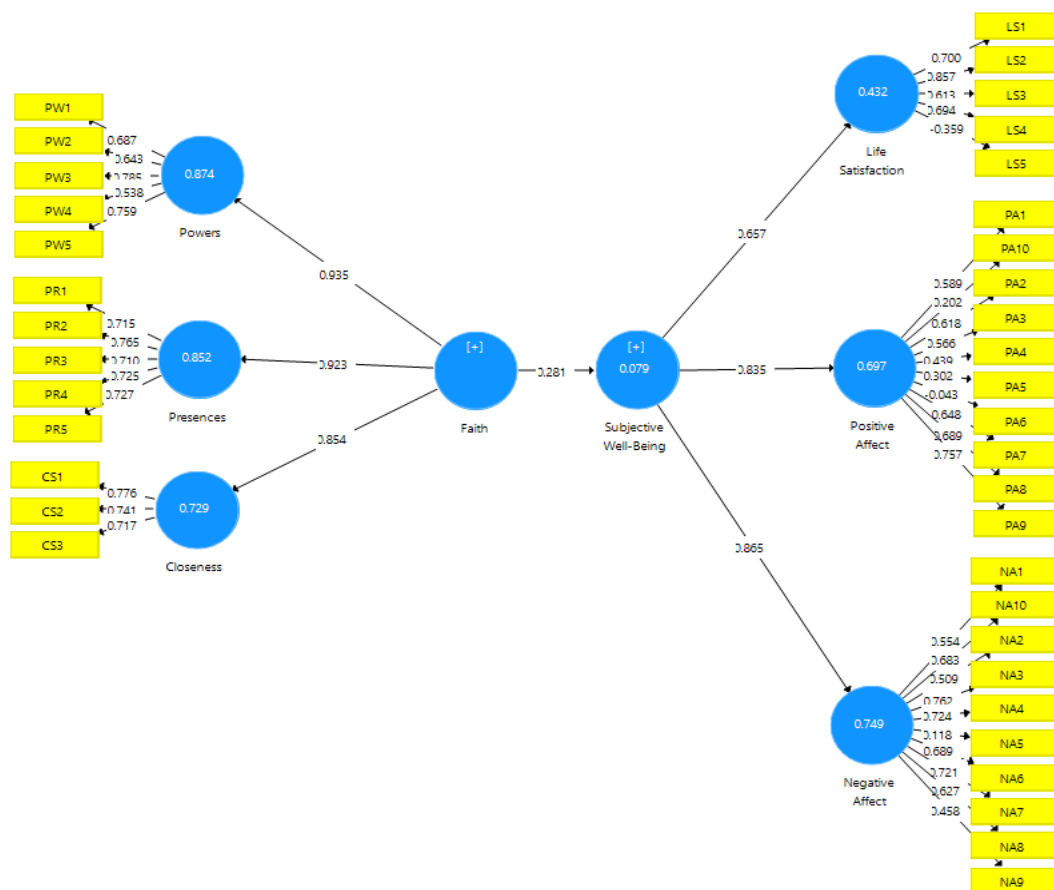 PW1
PW2
PW3
PW4
PW5
0.687
0.643
0.785
0.538
0.759
0.874
Powers
PR1
PR2
PR3
PR4
PR5
0.715
0.765
0.710
0.725
0.727
0.852
Presences
CS1
CS2
CS3
0.776
0.741
0.717
0.729
Closeness
0.935
0.923
0.854
[+]
Faith
0.281
[+]
0.079
Subjective
Well-Being
0.657
0.835
0.865
0.432
Life
Satisfaction
0.700
0.857
0.613
0.694
-0.359
LS1
LS2
LS3
LS4
LS5
0.697
Positive
Affect
0.589
0.202
0.618
0.566
0.439
0.302
-0.043
0.648
0.689
0.757
PA1
PA10
PA2
PA3
PA4
PA5
PA6
PA7
PA8
PA9
0.749
Negative
Affect
0.554
0.683
0.509
0.762
0.724
0.118
0.689
0.721
0.627
0.458
NA1
NA10
NA2
NA3
NA4
NA5
NA6
NA7
NA8
NA9